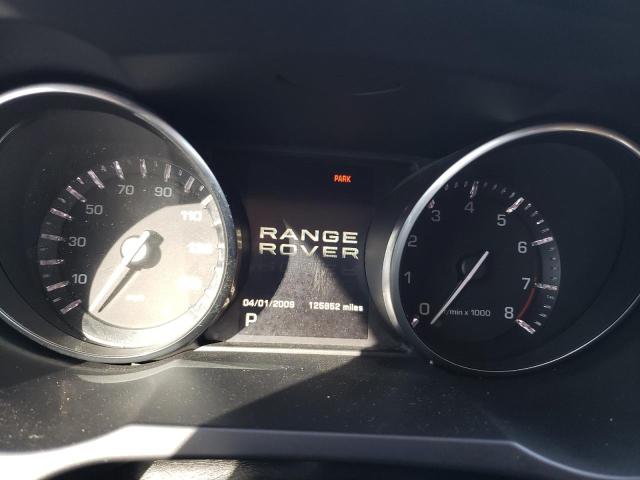 PARK
RANGE
ROVER
04/01/2009 125852 miles
P
10 30 50 70 90 110
0 1 2 3 4 5 6 7 8
r/min x 1000